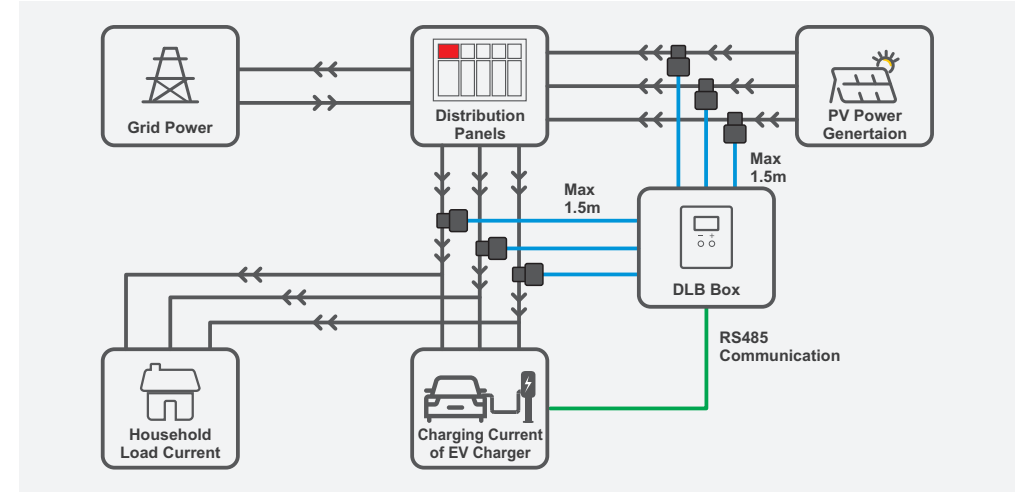 Grid Power
Distribution
Panels
PV Power
Genertaion
Max
1.5m
Max
1.5m
DLB Box
RS485
Communication
Household
Load Current
Charging Current
of EV Charger